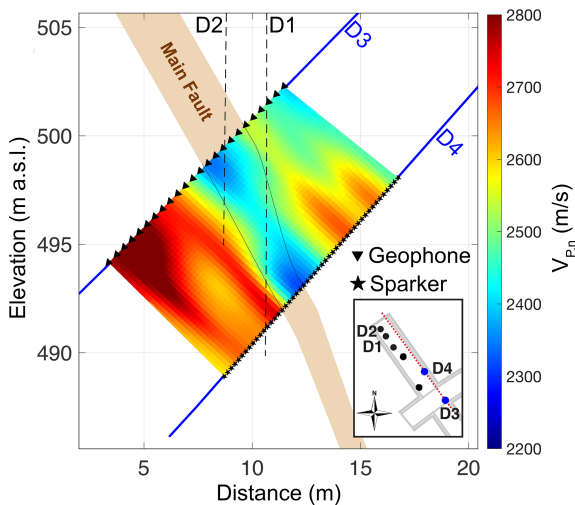 D2 D1
D3
D4
Main Fault
505
500
495
490
Elevation (m a.s.l.)
5 10 15 20
Distance (m)
Geophone
Sparker
D2
D1
D4
D3
N
2800
2700
2600
2500
2400
2300
2200
V_{P,n} (m/s)